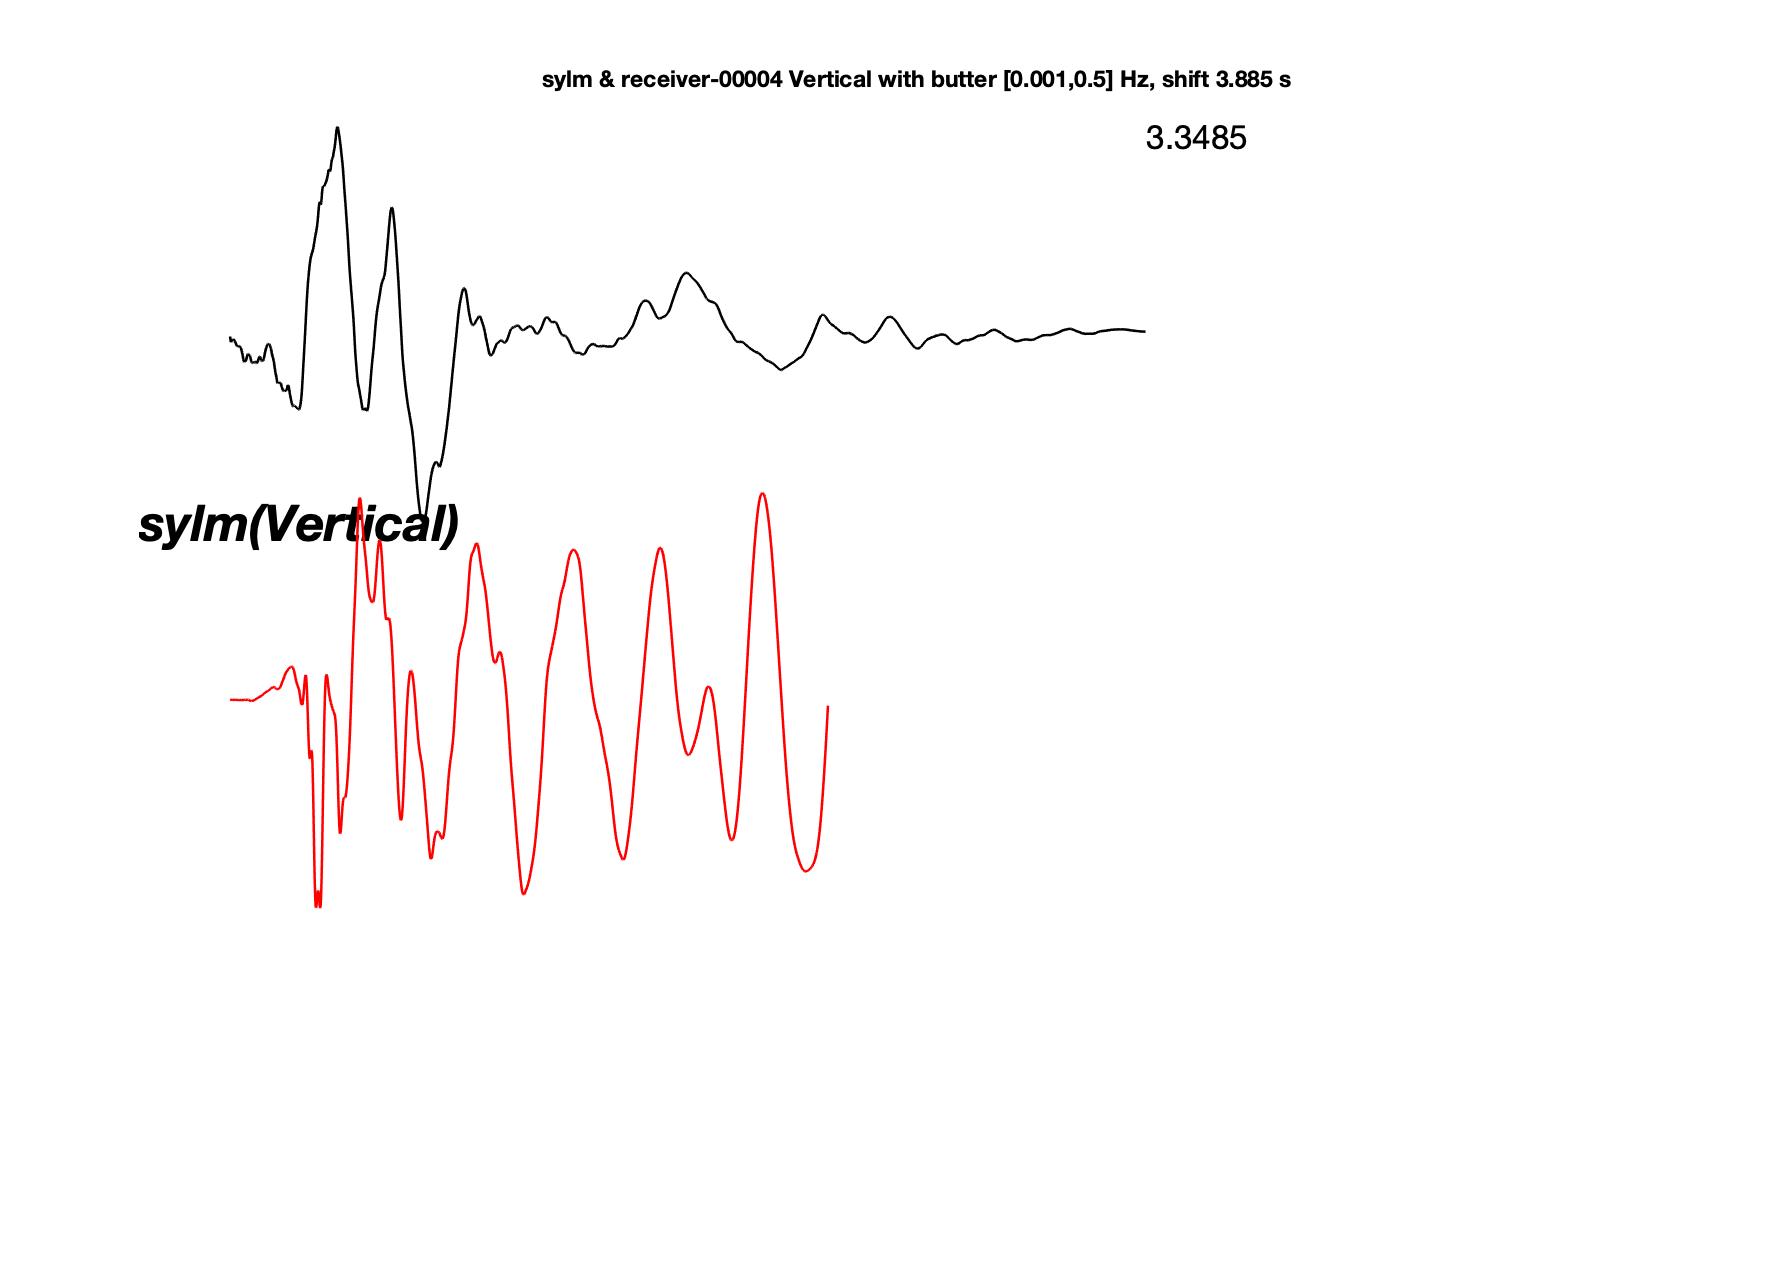 sylm & receiver-00004 Vertical with butter [0.001,0.5] Hz, shift 3.885 s
3.3485
sylm(Vertical)